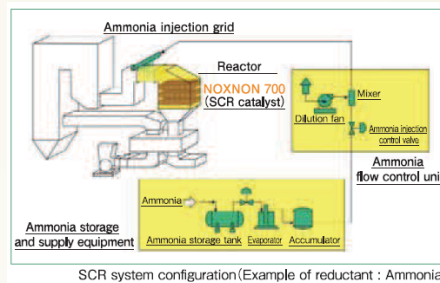 Ammonia injection grid
Reactor
NOXNON 700
(SCR catalyst)
Mixer
Dilution fan
Ammonia injection
control valve
Ammonia
flow control uni
Ammonia
Ammonia storage
and supply equipment
Ammonia storage tank
Evaporator
Accumulator
SCR system configuration(Example of reductant : Ammonia